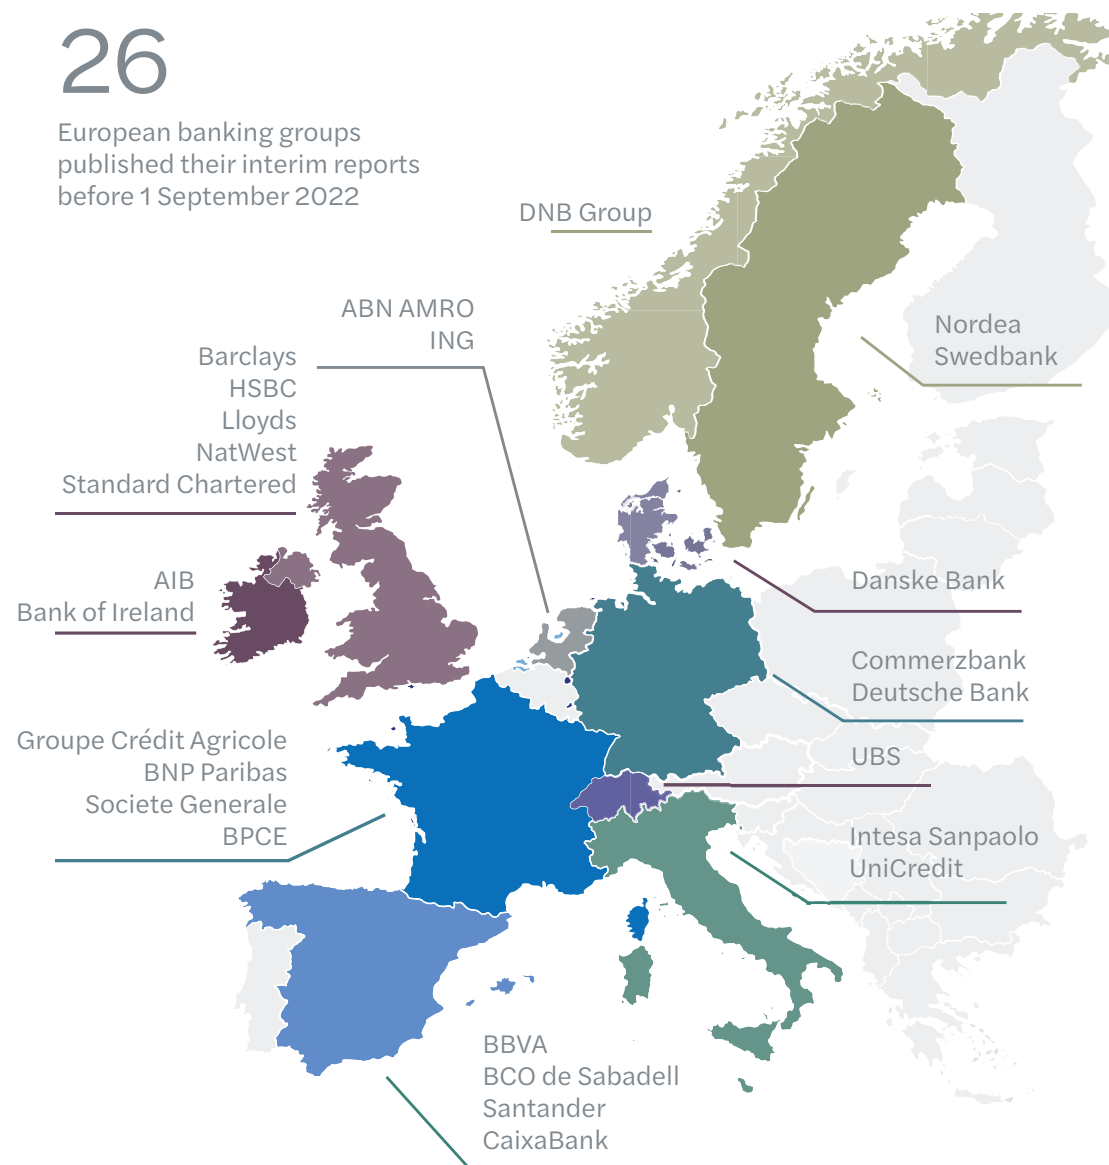 26
European banking groups
published their interim reports
before 1 September 2022
DNB Group
ABN AMRO
ING
Nordea
Swedbank
Barclays
HSBC
Lloyds
NatWest
Standard Chartered
AIB
Bank of Ireland
Danske Bank
Commerzbank
Deutsche Bank
Groupe Crédit Agricole
BNP Paribas
Societe Generale
BPCE
UBS
Intesa Sanpaolo
UniCredit
BBVA
BCO de Sabadell
Santander
CaixaBank